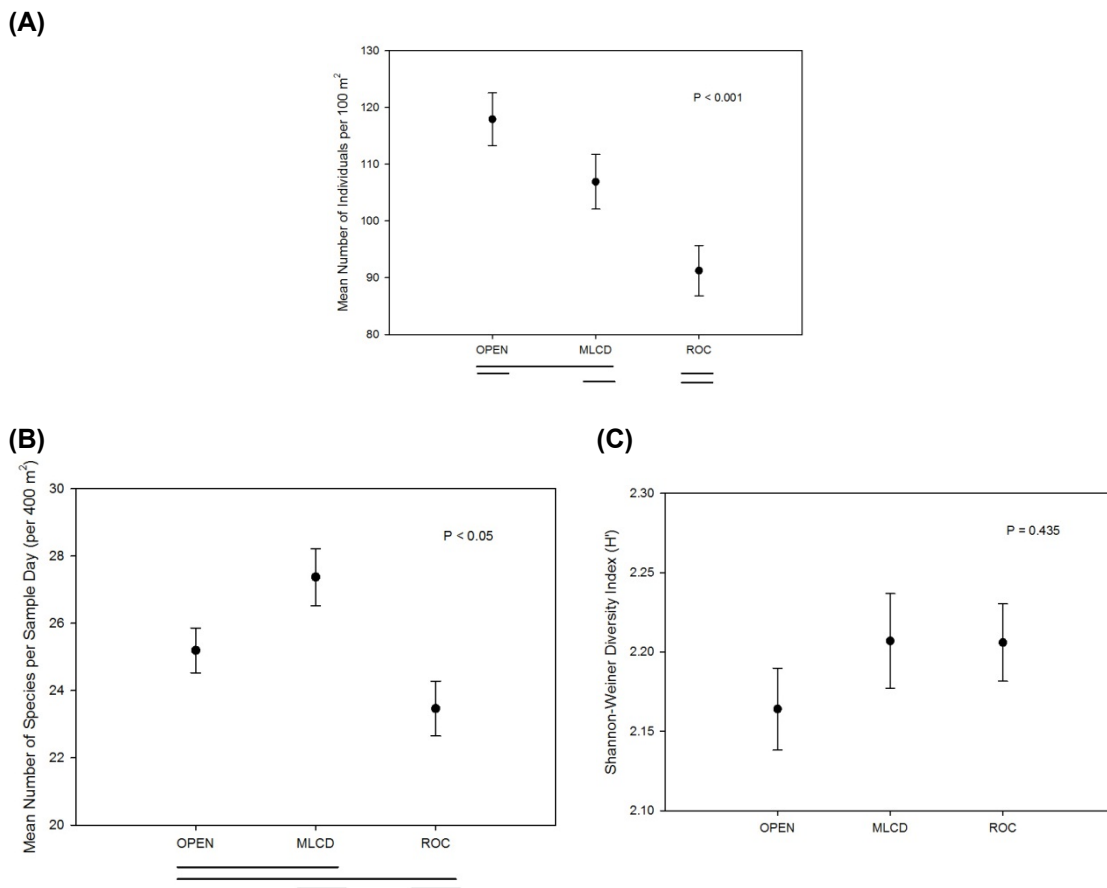 (A)
Mean Number of Individuals per 100 m²
130
120
110
100
90
80
P < 0.001
OPEN MLCD ROC
(B)
Mean Number of Species per Sample Day (per 400 m²)
30
28
26
24
22
20
P < 0.05
OPEN MLCD ROC
(C)
Shannon-Weiner Diversity Index (H')
2.30
2.25
2.20
2.15
2.10
P = 0.435
OPEN MLCD ROC